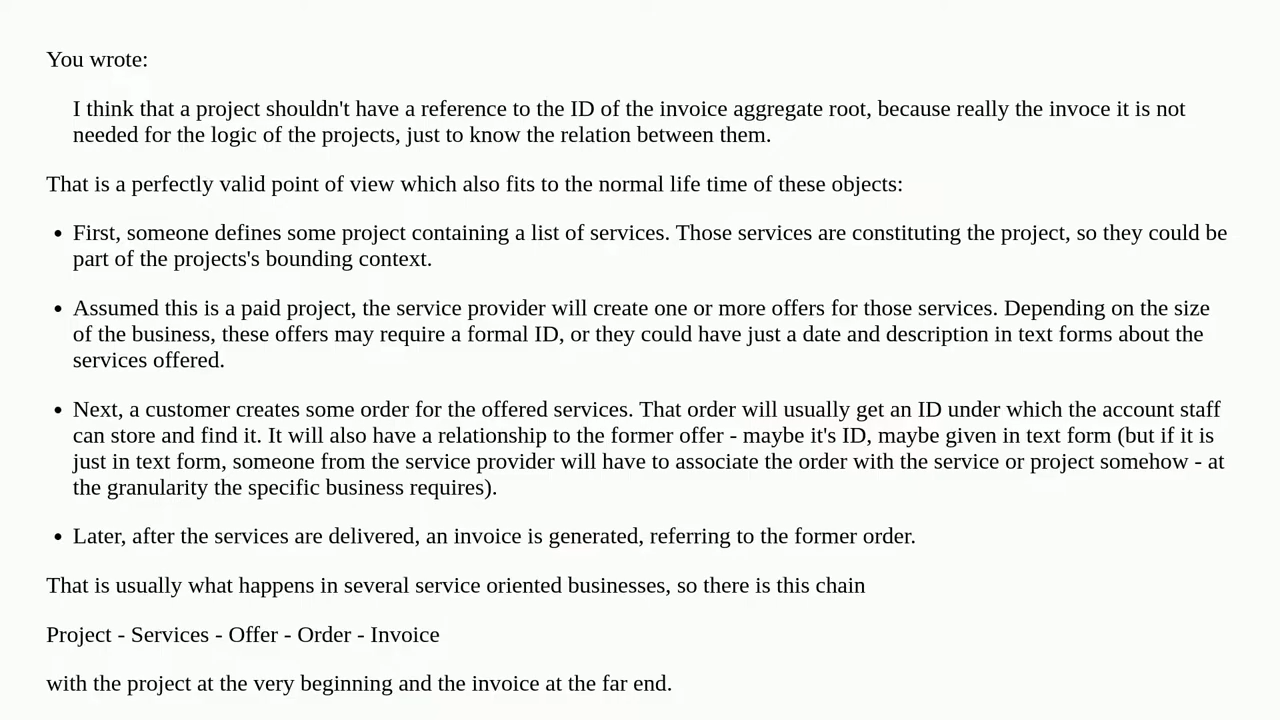 You wrote:
I think that a project shouldn't have a reference to the ID of the invoice aggregate root, because really the invoce it is not
needed for the logic of the projects, just to know the relation between them.
That is a perfectly valid point of view which also fits to the normal life time of these objects:
• First, someone defines some project containing a list of services. Those services are constituting the project, so they could be
part of the projects's bounding context.
• Assumed this is a paid project, the service provider will create one or more offers for those services. Depending on the size
of the business, these offers may require a formal ID, or they could have just a date and description in text forms about the
services offered.
• Next, a customer creates some order for the offered services. That order will usually get an ID under which the account staff
can store and find it. It will also have a relationship to the former offer - maybe it's ID, maybe given in text form (but if it is
just in text form, someone from the service provider will have to associate the order with the service or project somehow - at
the granularity the specific business requires).
• Later, after the services are delivered, an invoice is generated, referring to the former order.
That is usually what happens in several service oriented businesses, so there is this chain
Project - Services - Offer - Order - Invoice
with the project at the very beginning and the invoice at the far end.